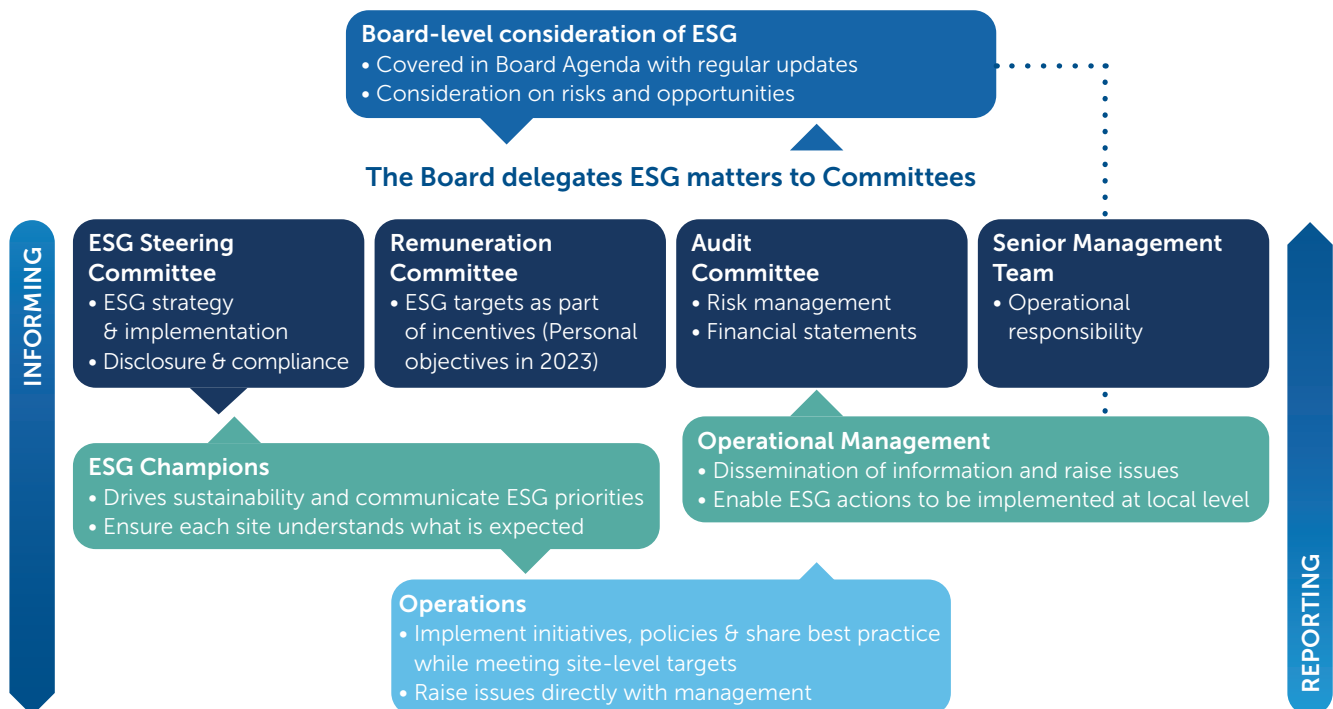 Board-level consideration of ESG
• Covered in Board Agenda with regular updates
• Consideration on risks and opportunities
The Board delegates ESG matters to Committees
INFORMING
ESG Steering
Committee
• ESG strategy
& implementation
• Disclosure & compliance
Remuneration
Committee
• ESG targets as part
of incentives (Personal
objectives in 2023)
Audit
Committee
• Risk management
• Financial statements
Senior Management
Team
• Operational
responsibility
ESG Champions
• Drives sustainability and communicate ESG priorities
• Ensure each site understands what is expected
Operational Management
• Dissemination of information and raise issues
• Enable ESG actions to be implemented at local level
Operations
• Implement initiatives, policies & share best practice
while meeting site-level targets
• Raise issues directly with management
REPORTING